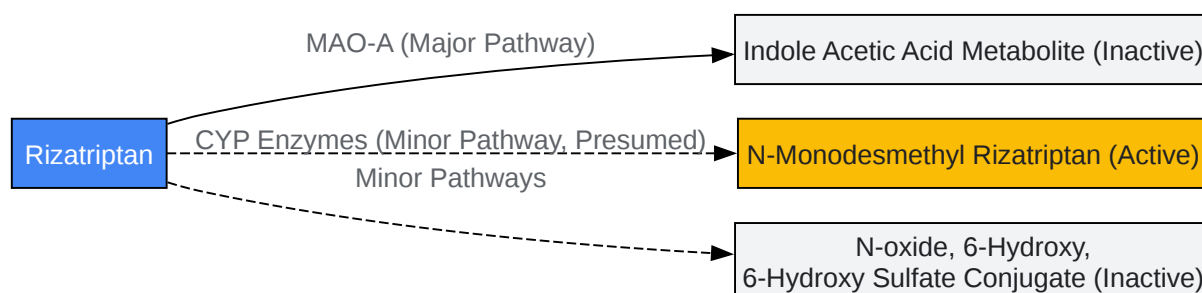 MAO-A (Major Pathway)
Indole Acetic Acid Metabolite (Inactive)
Rizatriptan
CYP Enzymes (Minor Pathway, Presumed)
N-Monodesmethyl Rizatriptan (Active)
Minor Pathways
N-oxide, 6-Hydroxy,
6-Hydroxy Sulfate Conjugate (Inactive)